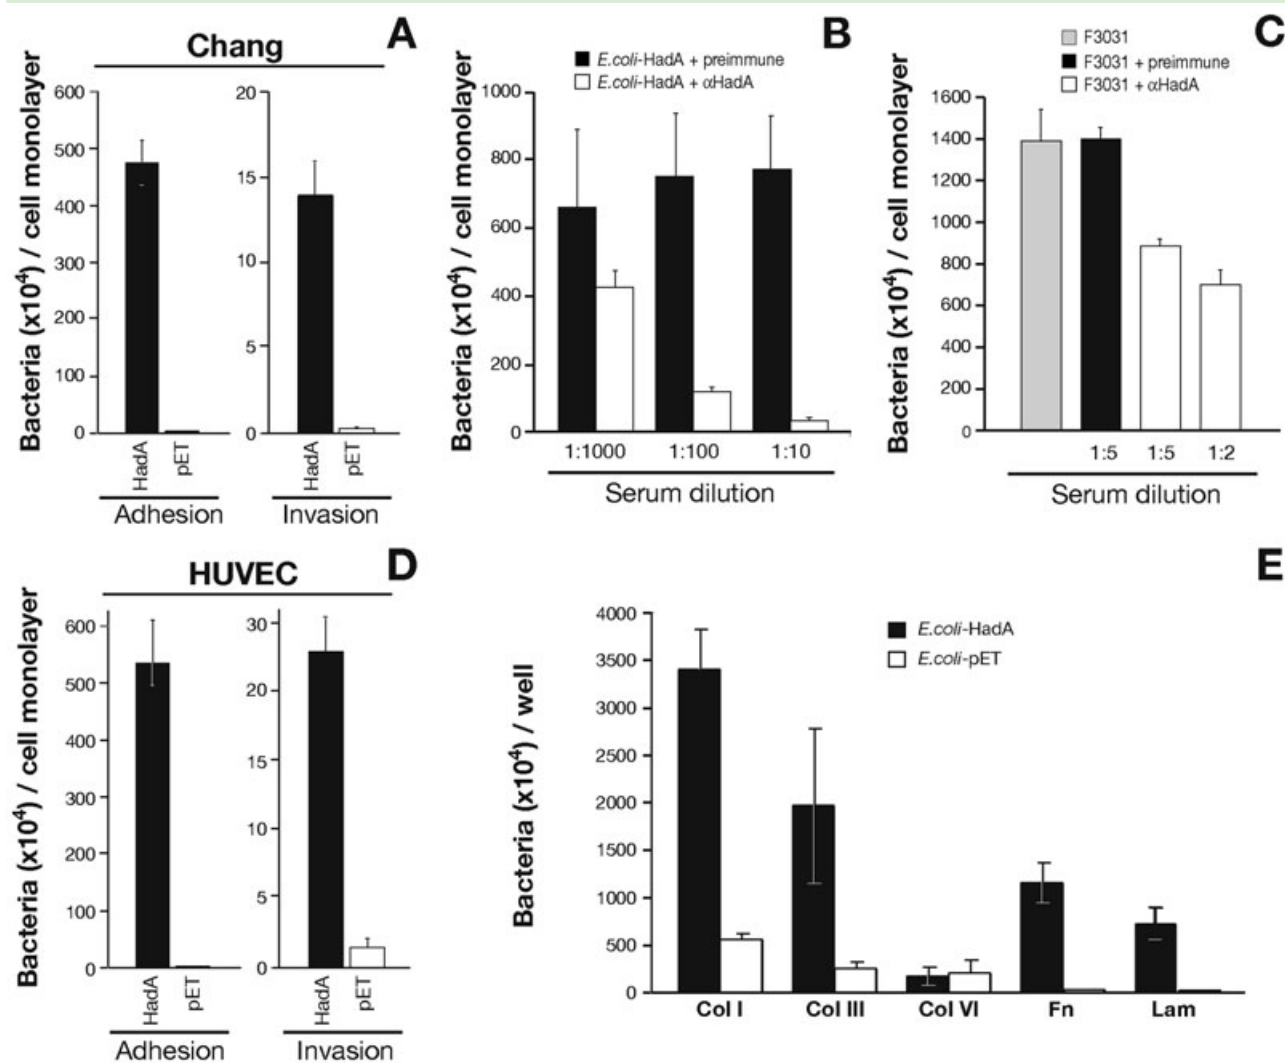 Chang
A
Bacteria (x10⁴) / cell monolayer
600
500
400
300
200
100
0
HadA
pET
Adhesion
20
15
10
5
0
HadA
pET
Invasion
B
E.coli-HadA + preimmune
E.coli-HadA + αHadA
Bacteria (x10⁴) / cell monolayer
1000
800
600
400
200
0
1:1000 1:100 1:10
Serum dilution
C
F3031
F3031 + preimmune
F3031 + αHadA
Bacteria (x10⁴) / cell monolayer
1600
1400
1200
1000
800
600
400
200
0
1:5 1:5 1:2
Serum dilution
HUVEC
D
Bacteria (x10⁴) / cell monolayer
600
500
400
300
200
100
0
HadA
pET
Adhesion
30
20
15
10
5
0
HadA
pET
Invasion
E
E.coli-HadA
E.coli-pET
Bacteria (x10⁴) / well
4000
3500
3000
2500
2000
1500
1000
500
0
Col I Col III Col VI Fn Lam